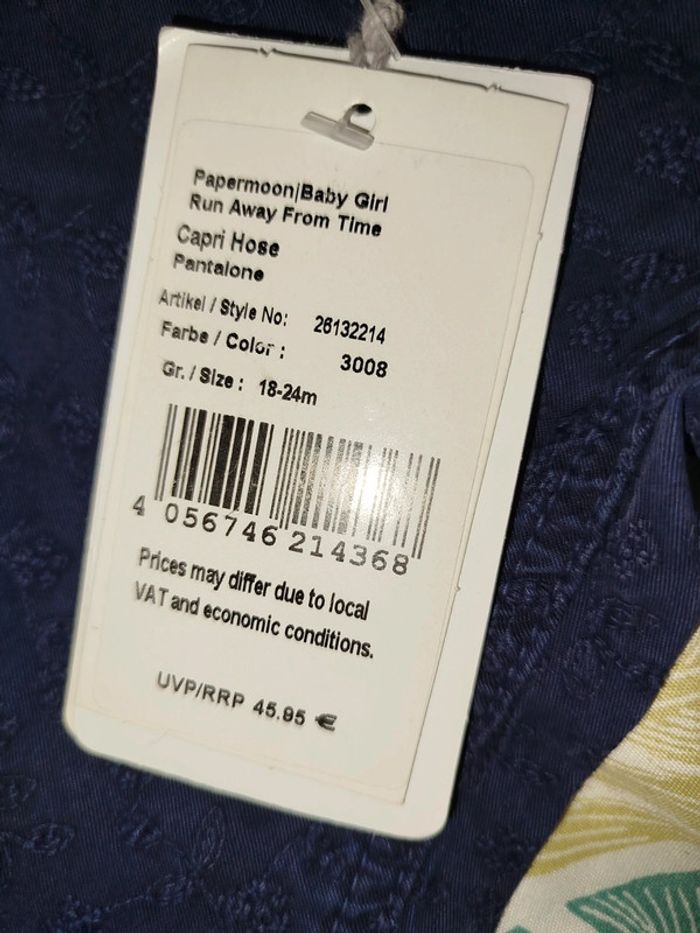 Papermoon|Baby Girl
Run Away From Time
Capri Hose
Pantalone
Artikel / Style No: 26132214
Farbe / Color : 3008
Gr. / Size : 18-24m
4 056746 214368
Prices may differ due to local
VAT and economic conditions.
UVP/RRP 45.95 €